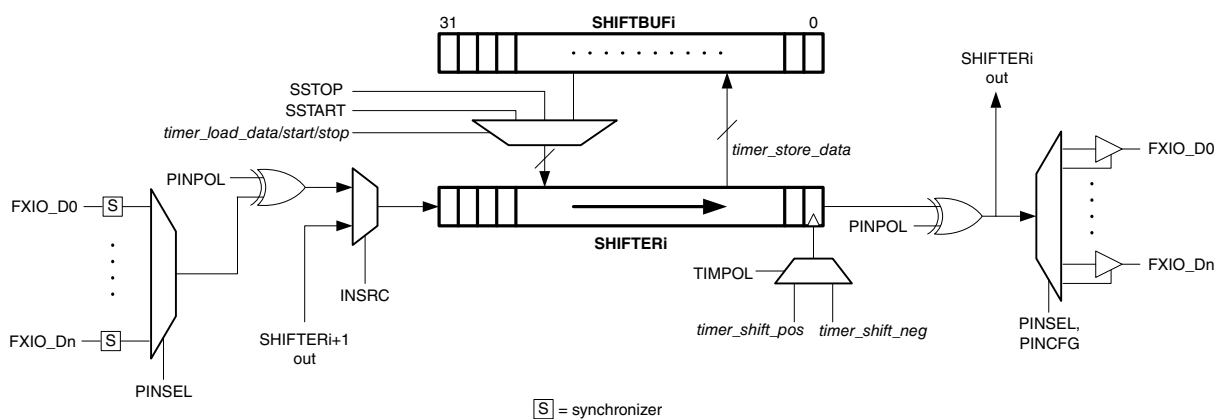 31
SHIFTBUFi
0
SSTOP
SSTART
timer_load_data/start/stop
timer_store_data
SHIFTERi
out
FXIO_D0
S
PINPOL
FXIO_D0
SHIFTERi
PINPOL
TIMPOL
FXIO_Dn
INSRC
timer_shift_pos
timer_shift_neg
PINSEL,
PINCFG
FXIO_Dn
S
SHIFTERi+1
out
PINSEL
S = synchronizer